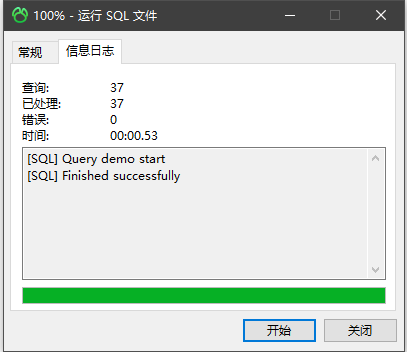 100% - 运行 SQL 文件
常规 信息日志
查询: 37
已处理: 37
错误: 0
时间: 00:00.53
[SQL] Query demo start
[SQL] Finished successfully
开始 关闭